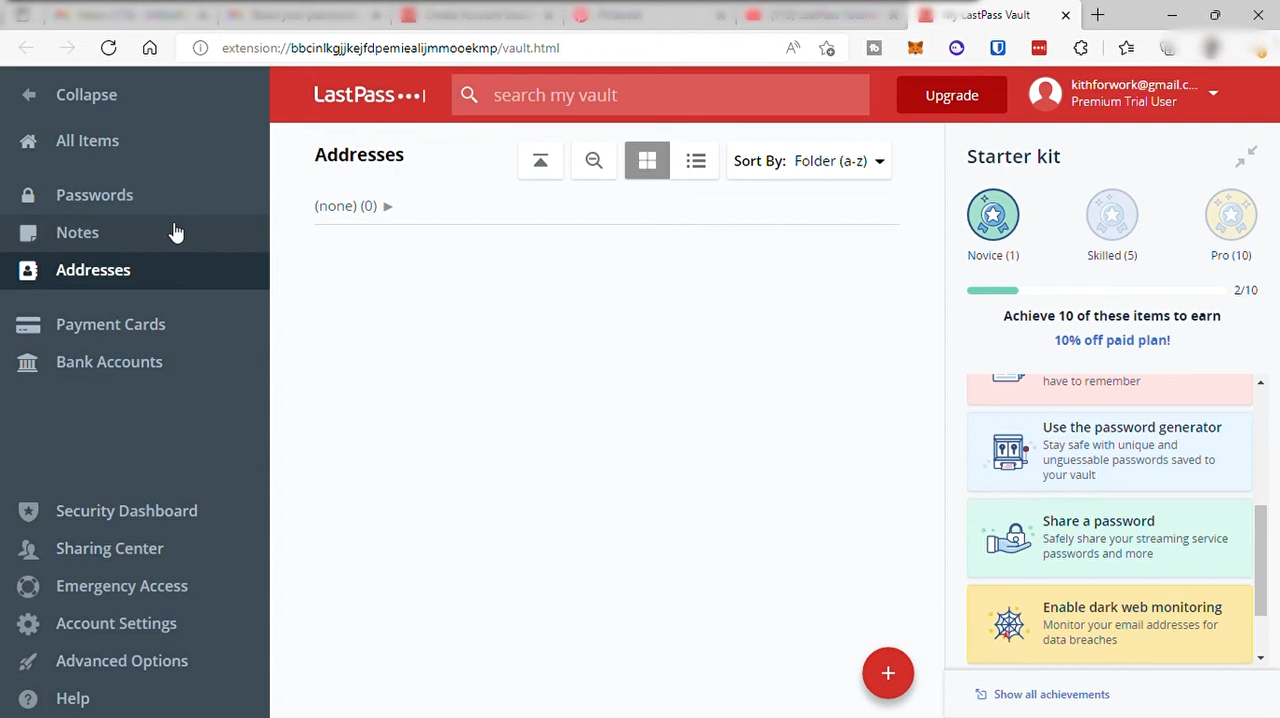 My LastPass Vault
extension://bbcinlkgjjkejfdpemiealijmmooekmp/vault.html
Collapse
All Items
Passwords
Notes
Addresses
Payment Cards
Bank Accounts
Security Dashboard
Sharing Center
Emergency Access
Account Settings
Advanced Options
Help
LastPass
search my vault
Upgrade
kithforwork@gmail.c...
Premium Trial User
Addresses
Sort By: Folder (a-z)
(none) (0)
+
Starter kit
Novice (1)
Skilled (5)
Pro (10)
2/10
Achieve 10 of these items to earn
10% off paid plan!
have to remember
Use the password generator
Stay safe with unique and
unguessable passwords saved to
your vault
Share a password
Safely share your streaming service
passwords and more
Enable dark web monitoring
Monitor your email addresses for
data breaches
Show all achievements